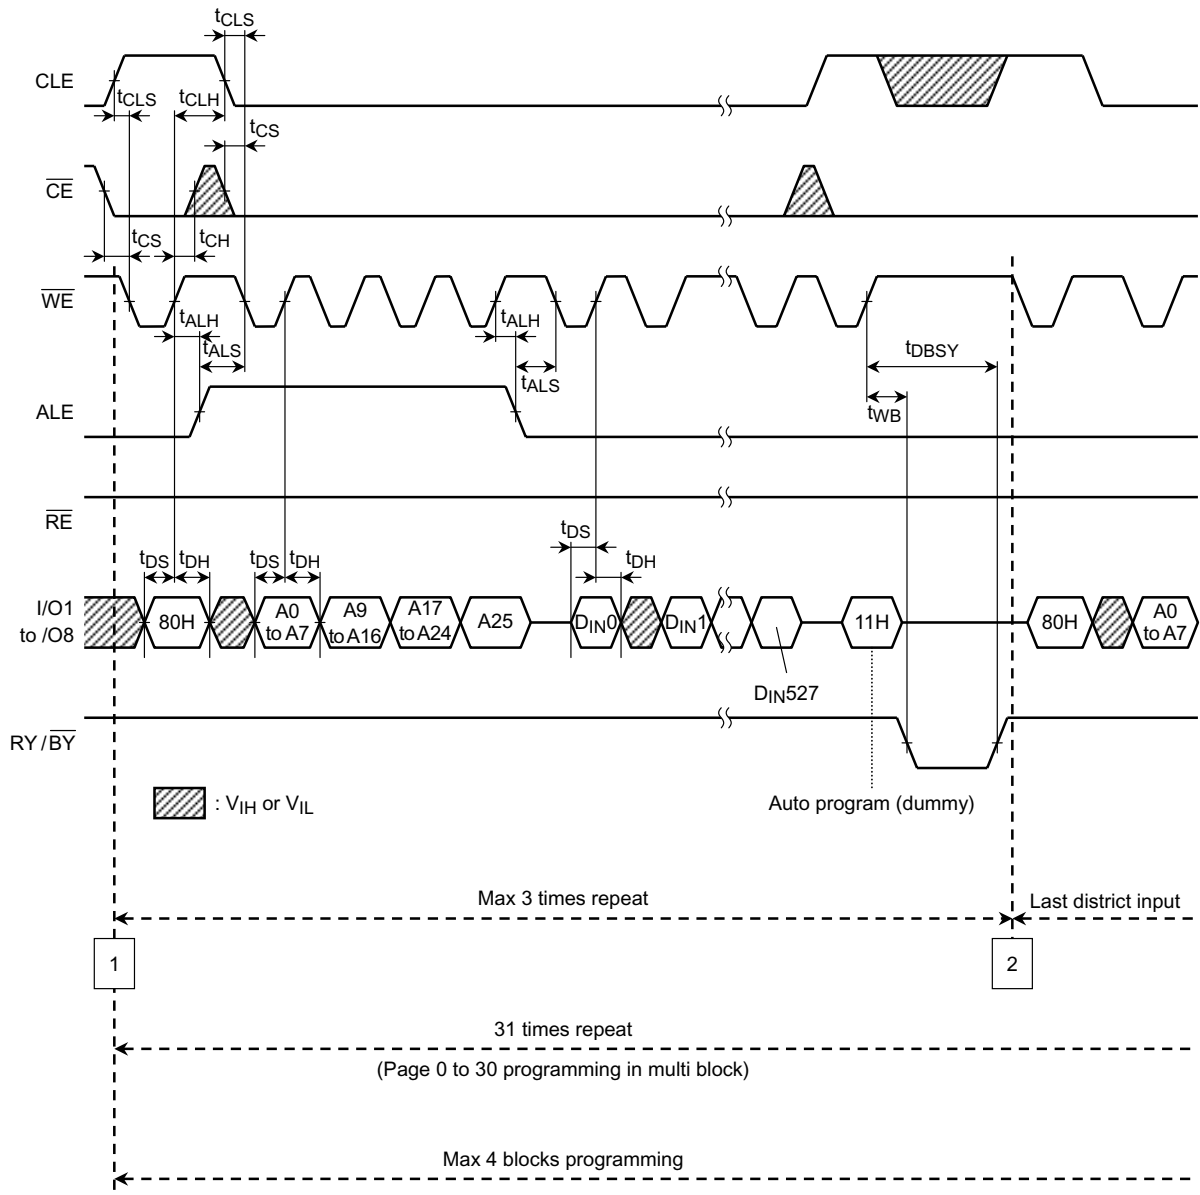 tCLS
CLE
tCLS tCLH
tCS
CE
tCS tCH
WE
tALH tALH
tALS tDBSY
tALS
ALE tWB
RE
tDS
tDS tDH tDS tDH tDH
I/O1
to /O8
80H
A0
to A7
A9
to A16
A17
to A24
A25
DIN0
DIN1
11H
80H
A0
to A7
DIN527
RY/BY
: VIH or VIL
Auto program (dummy)
Max 3 times repeat
Last district input
1
2
31 times repeat
(Page 0 to 30 programming in multi block)
Max 4 blocks programming